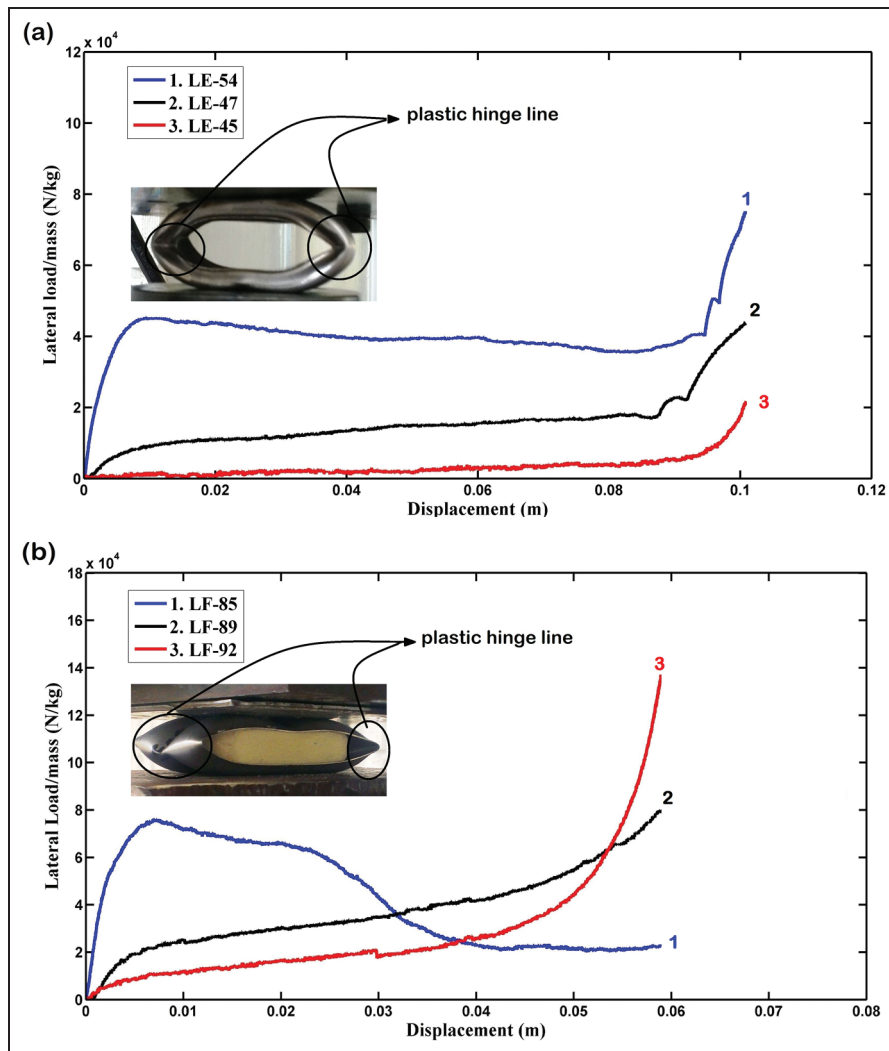 (a)
x 10⁴
12
10
8
6
4
2
0
Lateral load/mass (N/kg)
1. LE-54
2. LE-47
3. LE-45
plastic hinge line
1
2
3
0
0.02
0.04
0.06
0.08
0.1
0.12
Displacement (m)
(b)
x 10⁴
18
16
14
12
10
8
6
4
2
0
Lateral Load/mass (N/kg)
1. LF-85
2. LF-89
3. LF-92
plastic hinge line
3
2
1
0
0.01
0.02
0.03
0.04
0.05
0.06
0.07
0.08
Displacement (m)